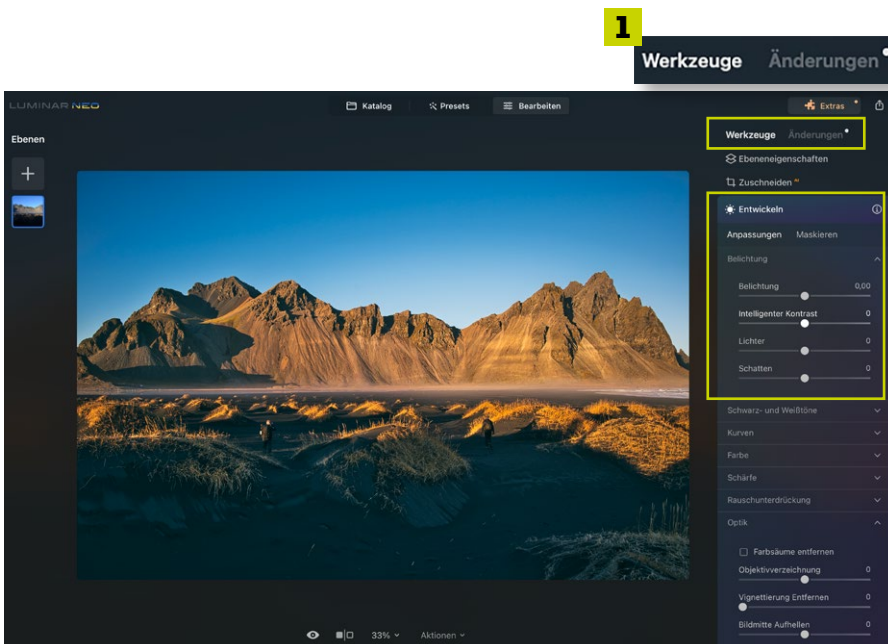 1
Werkzeuge Änderungen
LUMINAR NEO
Katalog Presets Bearbeiten
Extras
Ebenen
Werkzeuge Änderungen
Ebeneneigenschaften
Zuschneiden
Entwickeln
Anpassungen Maskieren
Belichtung
Belichtung 0,00
Intelligenter Kontrast 0
Lichter 0
Schatten 0
Schwarz- und Weißtöne
Kurven
Farbe
Schärfe
Rauschunterdrückung
Optik
Farbsäume entfernen
Objektivverzeichnung 0
Vignettierung Entfernen 0
Bildmitte Aufhellen 0
33% Aktionen